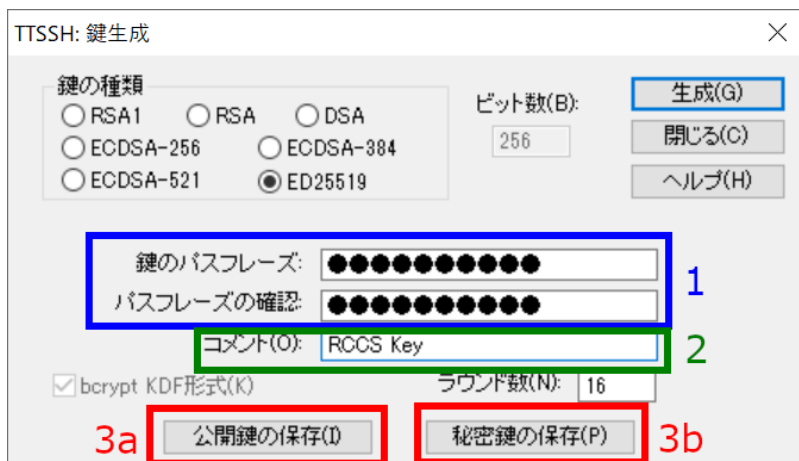 TTSSH: 鍵生成
鍵の種類
RSA1 RSA DSA
ECDSA-256 ECDSA-384
ECDSA-521 ED25519
ビット数(B):
256
生成(G)
閉じる(C)
ヘルプ(H)
鍵のパスフレーズ: ●●●●●●●●●●
パスフレーズの確認: ●●●●●●●●●●
1
コメント(O): RCCS Key
2
bcrypt KDF形式(K) ラウンド数(N): 16
3a 公開鍵の保存(I) 秘密鍵の保存(P) 3b